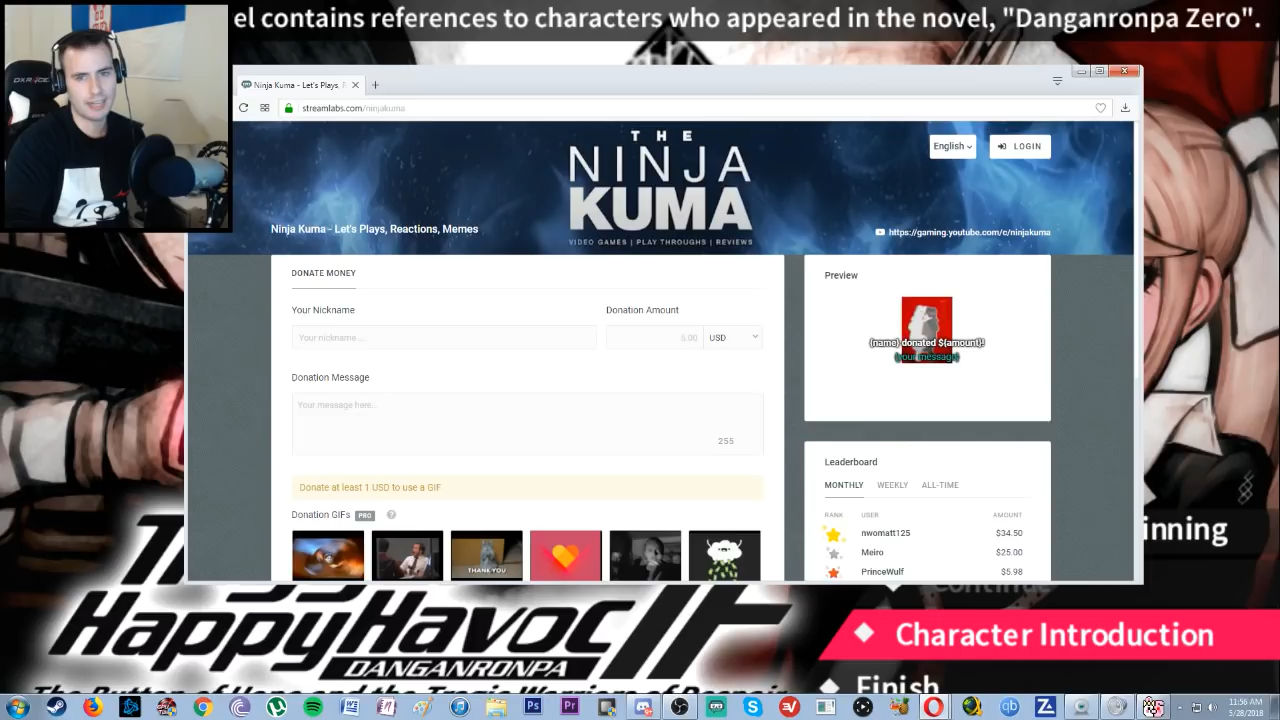 el contains references to characters who appeared in the novel, "Danganronpa Zero".
DXRACER
Ninja Kuma - Let's Plays, R
streamlabs.com/ninjakuma
THE
NINJA
KUMA
VIDEO GAMES | PLAY THROUGHS | REVIEWS
English
LOGIN
Ninja Kuma - Let's Plays, Reactions, Memes
https://gaming.youtube.com/c/ninjakuma
DONATE MONEY
Your Nickname
Donation Amount
Your nickname ...
5.00
USD
Donation Message
Your message here...
255
Donate at least 1 USD to use a GIF
Donation GIFs PRO ?
THANK YOU
Preview
{name} donated ${amount}!
{your message}
Leaderboard
MONTHLY WEEKLY ALL-TIME
RANK USER AMOUNT
nwomatt125 $34.50
Meiro $25.00
PrinceWulf $5.98
inning
Continue
Character Introduction
Finish
HappyHavoc
DANGANRONPA
11:56 AM
5/28/2018